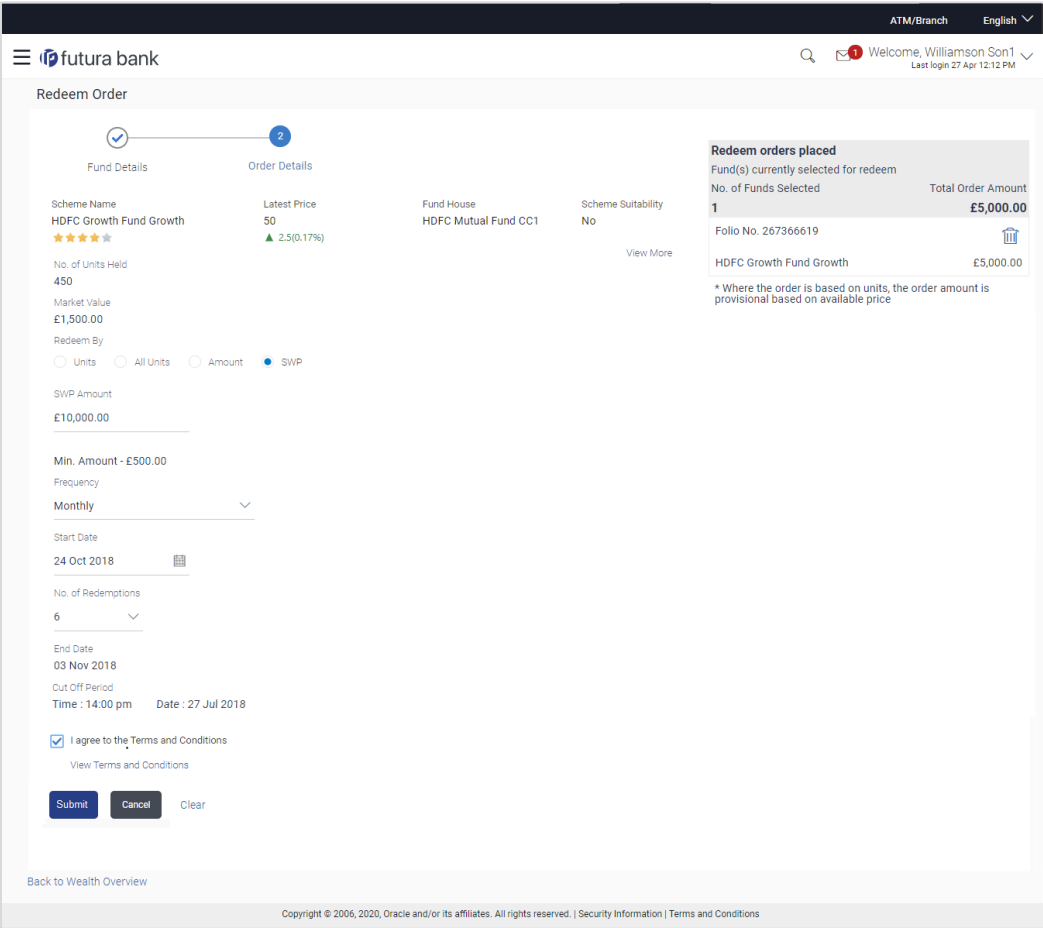 ATM/Branch English
futura bank
1 Welcome, Williamson Son1
Last login 27 Apr 12:12 PM
Redeem Order
2
Fund Details Order Details
Scheme Name Latest Price Fund House Scheme Suitability
HDFC Growth Fund Growth 50 HDFC Mutual Fund CC1 No
2.5(0.17%)
View More
No. of Units Held
450
Market Value
£1,500.00
Redeem By
Units All Units Amount SWP
SWP Amount
£10,000.00
Min. Amount - £500.00
Frequency
Monthly
Start Date
24 Oct 2018
No. of Redemptions
6
End Date
03 Nov 2018
Cut Off Period
Time : 14:00 pm Date : 27 Jul 2018
I agree to the Terms and Conditions
View Terms and Conditions
Submit Cancel Clear
Redeem orders placed
Fund(s) currently selected for redeem
No. of Funds Selected Total Order Amount
1 £5,000.00
Folio No. 267366619
HDFC Growth Fund Growth £5,000.00
* Where the order is based on units, the order amount is
provisional based on available price
Back to Wealth Overview
Copyright © 2006, 2020, Oracle and/or its affiliates. All rights reserved. | Security Information | Terms and Conditions